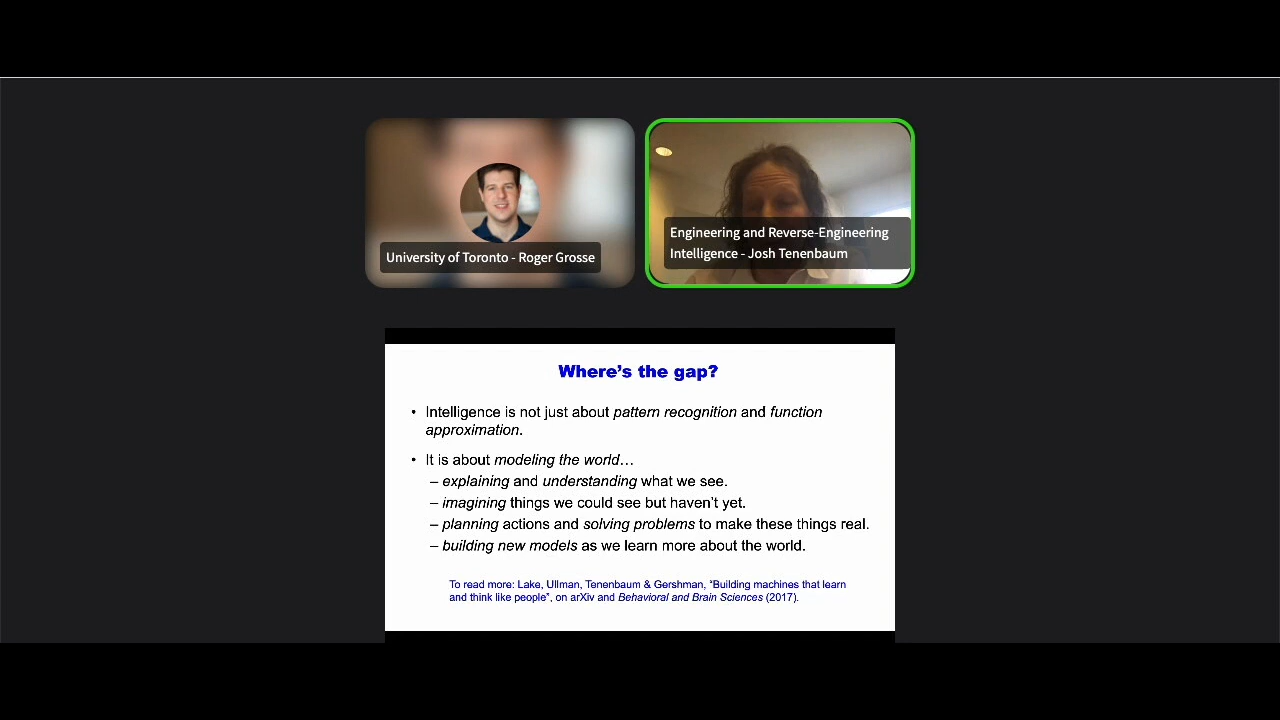 University of Toronto - Roger Grosse
Engineering and Reverse-Engineering
Intelligence - Josh Tenenbaum
Where's the gap?
• Intelligence is not just about pattern recognition and function
approximation.
• It is about modeling the world…
– explaining and understanding what we see.
– imagining things we could see but haven't yet.
– planning actions and solving problems to make these things real.
– building new models as we learn more about the world.
To read more: Lake, Ullman, Tenenbaum & Gershman, "Building machines that learn
and think like people", on arXiv and Behavioral and Brain Sciences (2017).